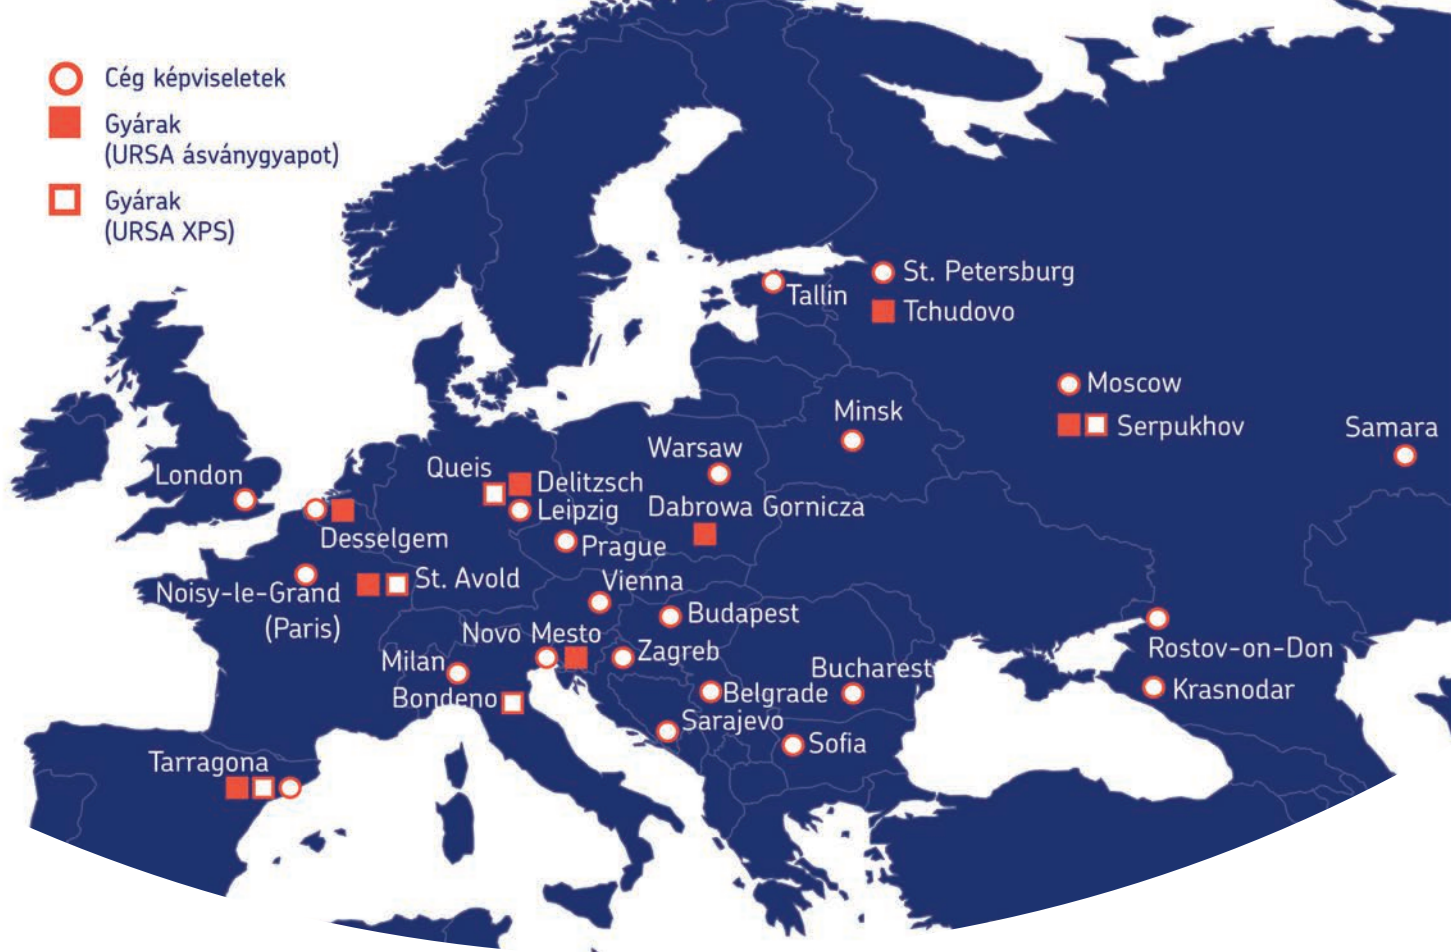 Cég képviseletek
Gyárak
(URSA ásványgyapot)
Gyárak
(URSA XPS)
St. Petersburg
Tallin
Tchudovo
Moscow
Minsk
Serpukhov
Samara
Warsaw
London
Queis
Delitzsch
Dabrowa Gornicza
Leipzig
Desselgem
Prague
St. Avold
Vienna
Noisy-le-Grand
(Paris)
Budapest
Novo Mesto
Rostov-on-Don
Zagreb
Milan
Bucharest
Krasnodar
Bondeno
Belgrade
Sarajevo
Sofia
Tarragona